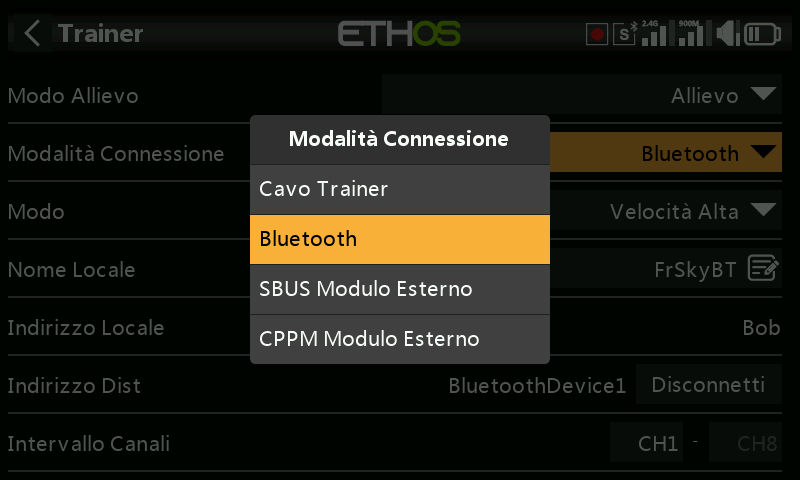 Trainer ETHOS S 2.4G 900M
Modo Allievo Allievo
Modalità Connessione Bluetooth
Modo Velocità Alta
Nome Locale FrSkyBT
Indirizzo Locale Bob
Indirizzo Dist BluetoothDevice1 Disconnetti
Intervallo Canali CH1 - CH8
Modalità Connessione
Cavo Trainer
Bluetooth
SBUS Modulo Esterno
CPPM Modulo Esterno